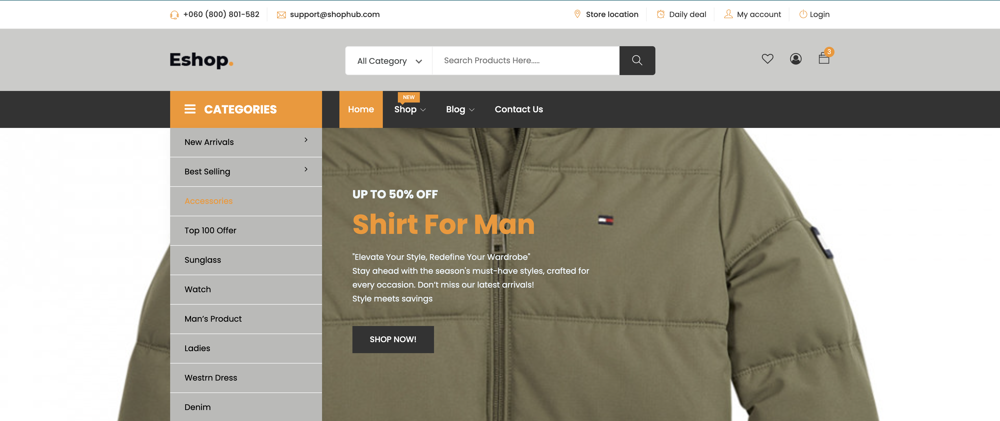 +060 (800) 801-582
support@shophub.com
Store location
Daily deal
My account
Login
Eshop.
All Category
Search Products Here.....
3
CATEGORIES
Home
NEW
Shop
Blog
Contact Us
New Arrivals
Best Selling
Accessories
Top 100 Offer
Sunglass
Watch
Man’s Product
Ladies
Westrn Dress
Denim
UP TO 50% OFF
Shirt For Man
"Elevate Your Style, Redefine Your Wardrobe"
Stay ahead with the season's must-have styles, crafted for
every occasion. Don’t miss our latest arrivals!
Style meets savings
SHOP NOW!